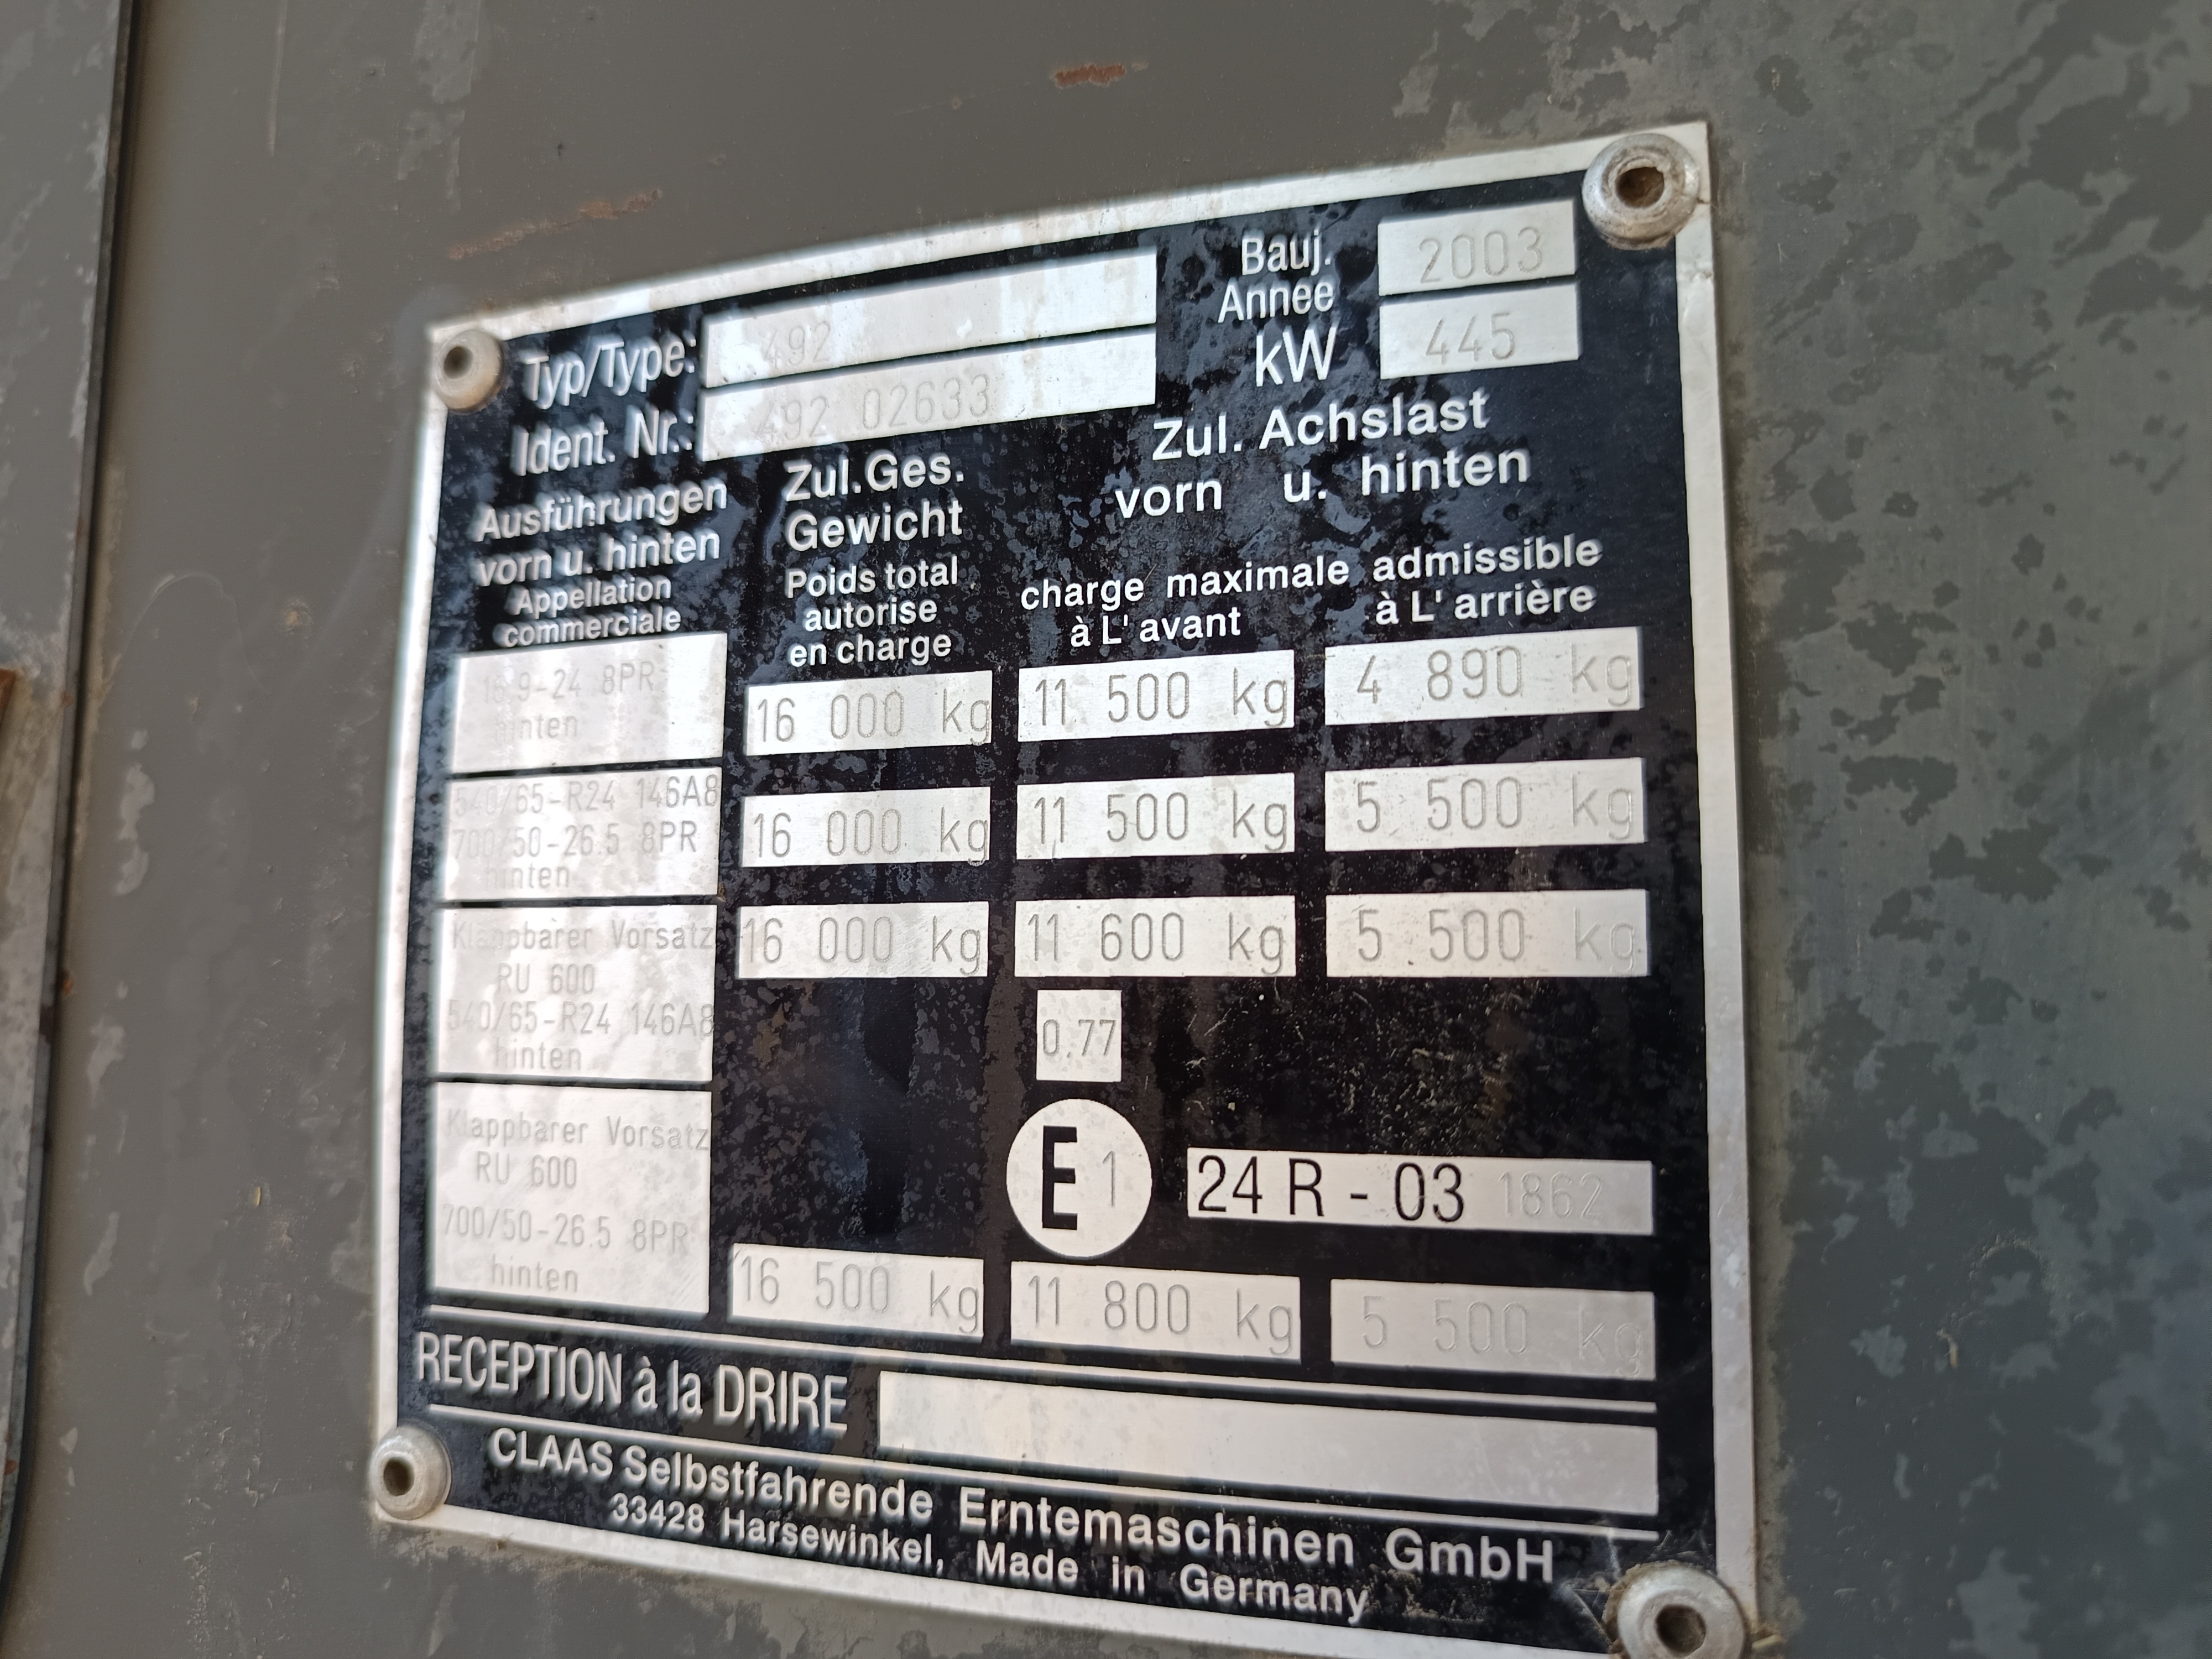 Typ/Type: 492
Ident. Nr.: 492 02633
Bauj. 2003
Annee
kW 445
Ausführungen
vorn u. hinten
Appellation
commerciale
Zul.Ges.
Gewicht
Poids total
autorise
en charge
Zul. Achslast
vorn u. hinten
charge maximale admissible
à L'avant à L'arrière
16.9-24 8PR
hinten
16 000 kg 11 500 kg 4 890 kg
540/65-R24 146A8
700/50-26.5 8PR
hinten
16 000 kg 11 500 kg 5 500 kg
Klappbarer Vorsatz
RU 600
540/65-R24 146A8
hinten
16 000 kg 11 600 kg 5 500 kg
0.77
E 1 24 R - 03 1862
Klappbarer Vorsatz
RU 600
700/50-26.5 8PR
hinten
16 500 kg 11 800 kg 5 500 kg
RECEPTION à la DRIRE
CLAAS Selbstfahrende Erntemaschinen GmbH
33428 Harsewinkel, Made in Germany